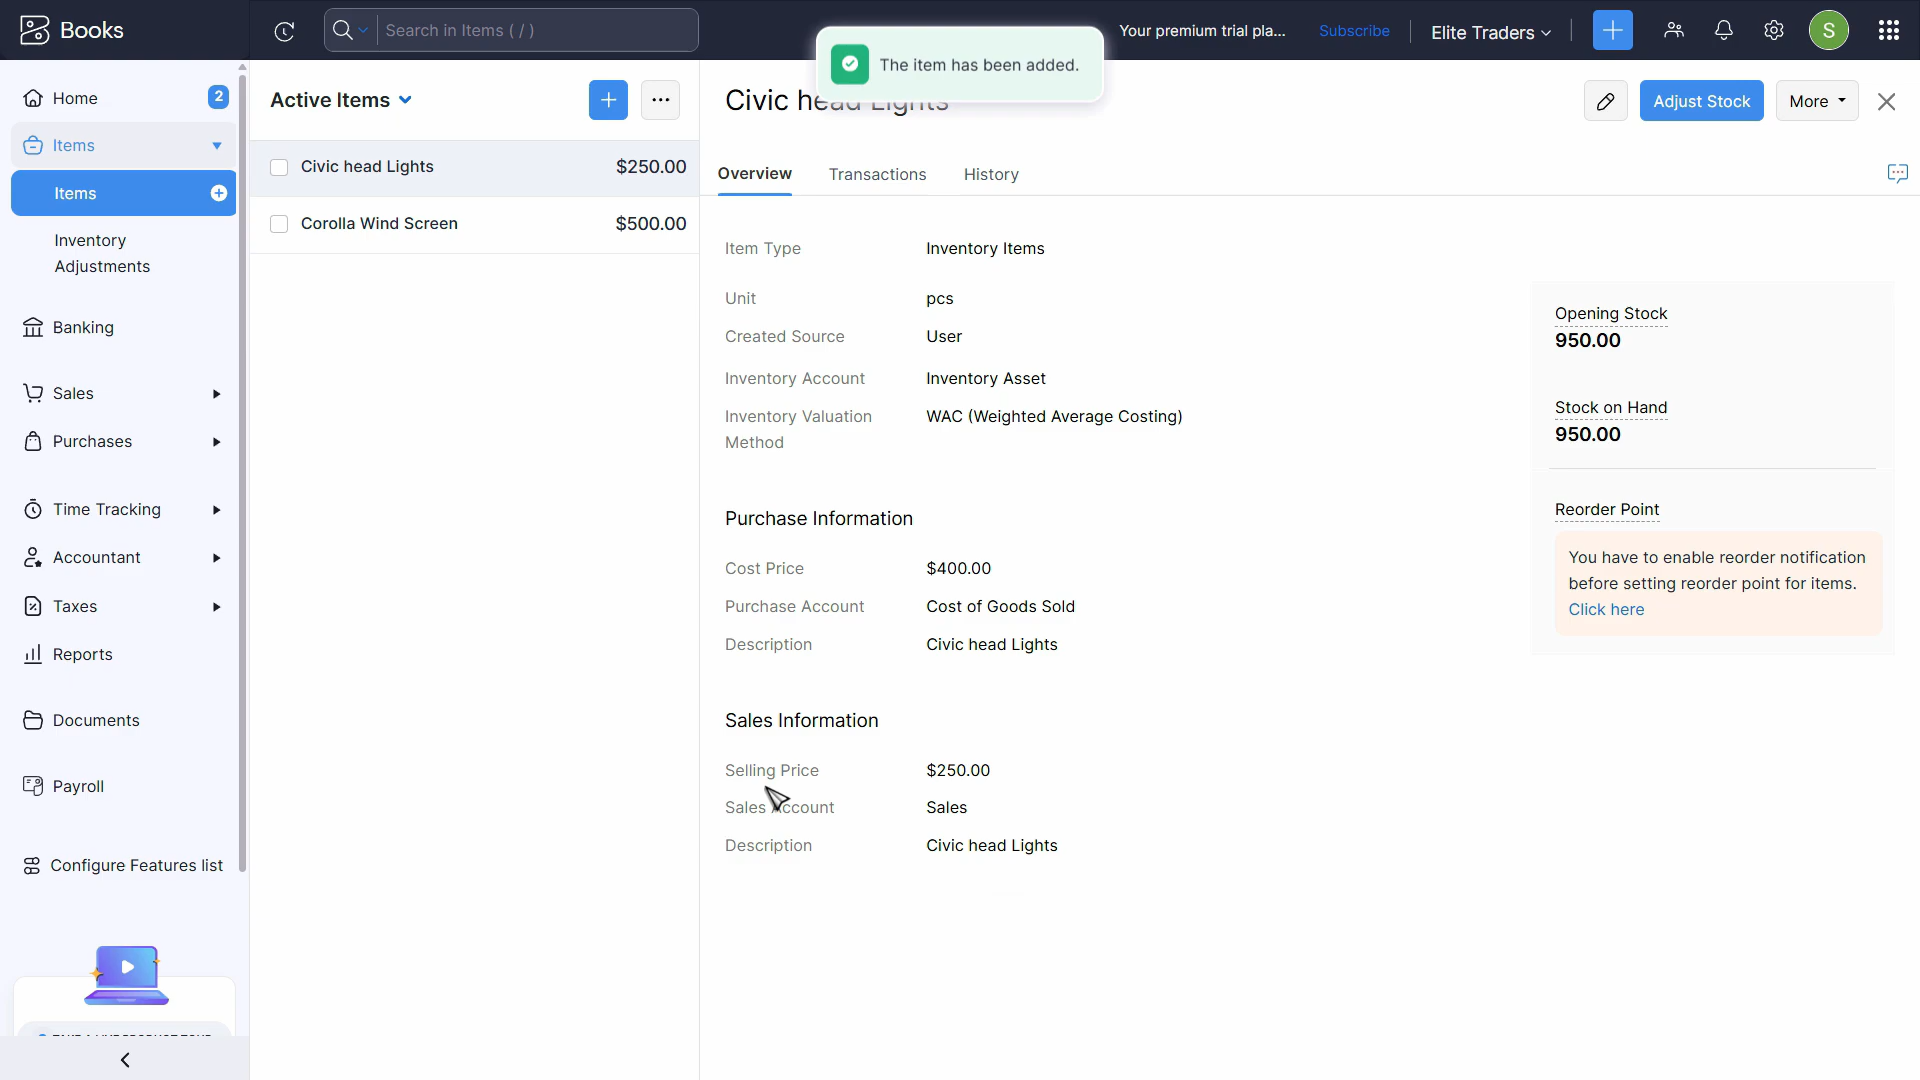 Books
Search in Items ( / )
The item has been added.
Your premium trial pla...
Subscribe
Elite Traders
S
Home
2
Items
Items
Inventory
Adjustments
Banking
Sales
Purchases
Time Tracking
Accountant
Taxes
Reports
Documents
Payroll
Configure Features list
Active Items
Civic head Lights $250.00
Corolla Wind Screen $500.00
Civic head Lights
Adjust Stock
More
Overview Transactions History
Item Type Inventory Items
Unit pcs
Created Source User
Inventory Account Inventory Asset
Inventory Valuation WAC (Weighted Average Costing)
Method
Purchase Information
Cost Price $400.00
Purchase Account Cost of Goods Sold
Description Civic head Lights
Sales Information
Selling Price $250.00
Sales Account Sales
Description Civic head Lights
Opening Stock
950.00
Stock on Hand
950.00
Reorder Point
You have to enable reorder notification
before setting reorder point for items.
Click here